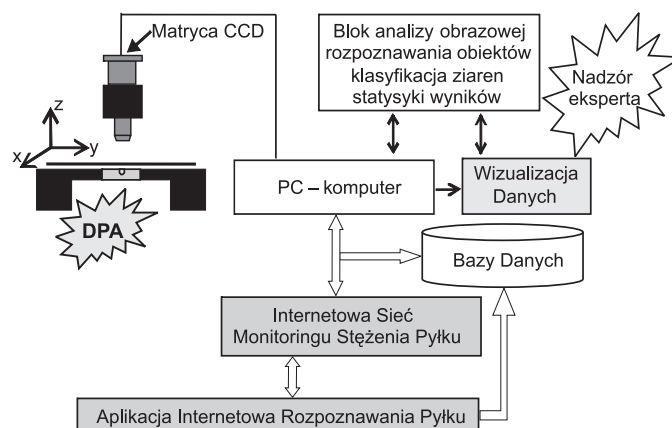 Matryca CCD
Blok analizy obrazowej
rozpoznawania obiektów
klasyfikacja ziaren
statysyki wyników
Nadzór
eksperta
z
x
y
DPA
PC – komputer
Wizualizacja
Danych
Bazy Danych
Internetowa Sieć
Monitoringu Stężenia Pyłku
Aplikacja Internetowa Rozpoznawania Pyłku